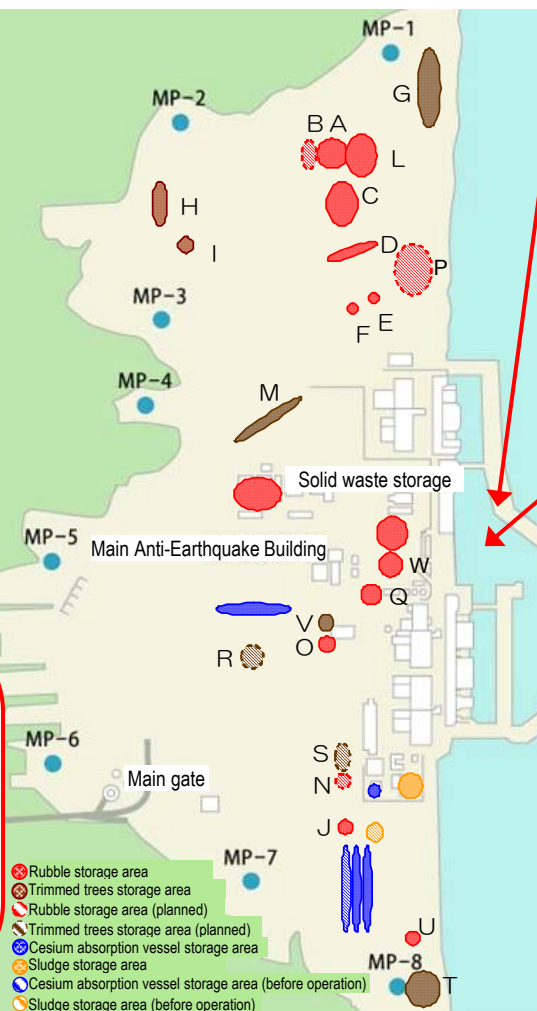 MP-1
G
MP-2
B A
L
H
C
I
D
P
MP-3
E
F
MP-4
M
Solid waste storage
MP-5
Main Anti-Earthquake Building
W
Q
V
O
R
MP-6
S
Main gate
N
J
MP-7
Rubble storage area
Trimmed trees storage area
Rubble storage area (planned)
Trimmed trees storage area (planned)
Cesium absorption vessel storage area
Sludge storage area
Cesium absorption vessel storage area (before operation)
Sludge storage area (before operation)
U
MP-8
T